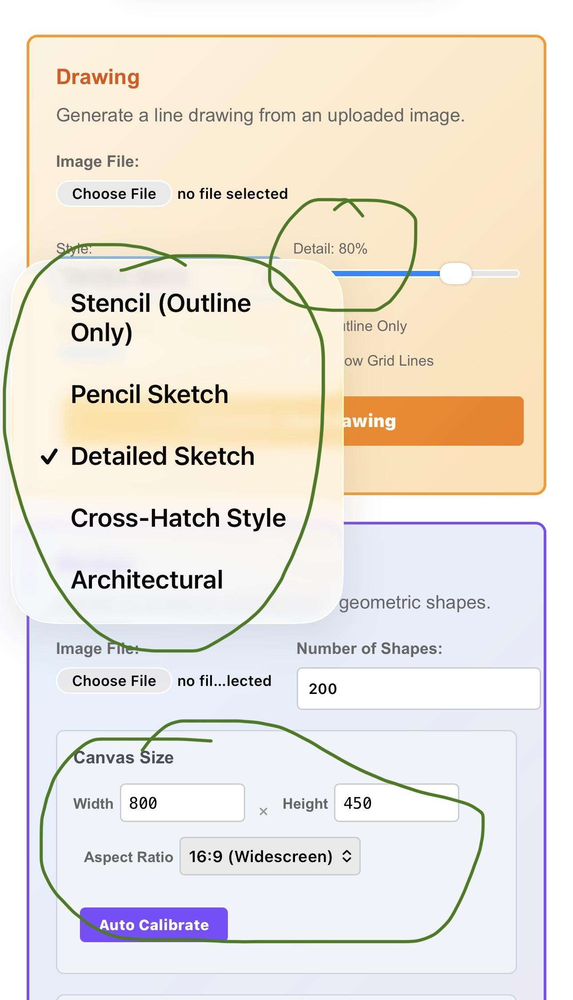 Drawing
Generate a line drawing from an uploaded image.
Image File:
Choose File no file selected
Style:
Detail: 80%
Stencil (Outline
Only)
Pencil Sketch
✓ Detailed Sketch
Cross-Hatch Style
Architectural
Outline Only
Grid Lines
geometric shapes.
Image File:
Choose File no fil...lected
Number of Shapes:
200
Canvas Size
Width 800 × Height 450
Aspect Ratio 16:9 (Widescreen)
Auto Calibrate